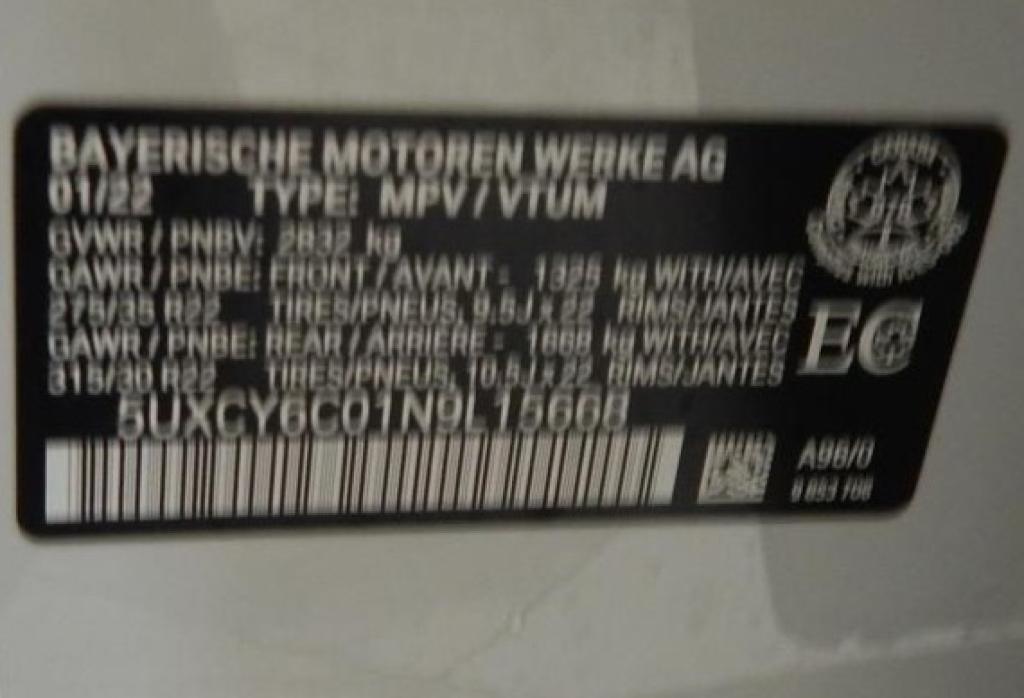 BAYERISCHE MOTOREN WERKE AG
01/22 TYPE: MPV / VTUM
GVWR / PNBV: 2832 kg
GAWR / PNBE: FRONT / AVANT - 1325 kg WITH/AVEC
275/35 R22 TIRES/PNEUS, 9.5J x 22 RIMS/JANTES
GAWR / PNBE: REAR / ARRIÈRE - 1668 kg WITH/AVEC
315/30 R22 TIRES/PNEUS, 10.5J x 22 RIMS/JANTES
5UXCY6C01N9L15668
EC
A96/0